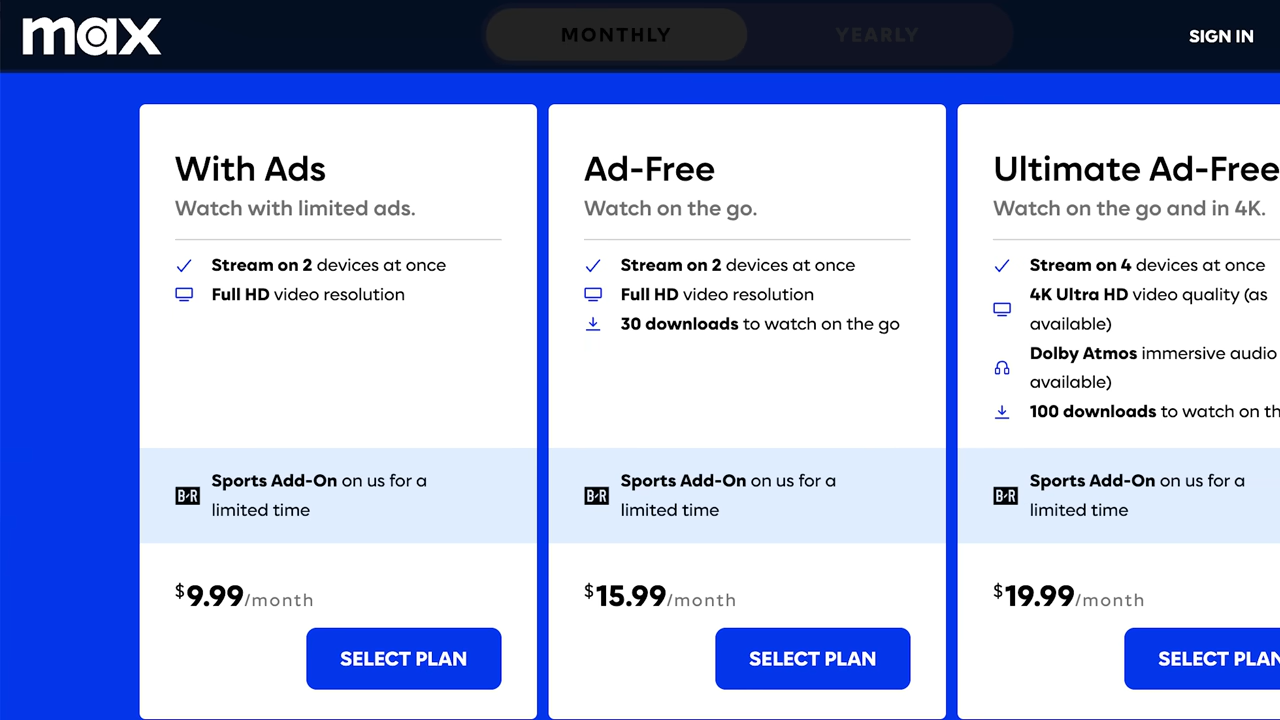 max
MONTHLY
YEARLY
SIGN IN
With Ads
Watch with limited ads.
Stream on 2 devices at once
Full HD video resolution
B/R
Sports Add-On on us for a
limited time
$9.99/month
SELECT PLAN
Ad-Free
Watch on the go.
Stream on 2 devices at once
Full HD video resolution
30 downloads to watch on the go
B/R
Sports Add-On on us for a
limited time
$15.99/month
SELECT PLAN
Ultimate Ad-Free
Watch on the go and in 4K.
Stream on 4 devices at once
4K Ultra HD video quality (as
available)
Dolby Atmos immersive audio
available)
100 downloads to watch on th
B/R
Sports Add-On on us for a
limited time
$19.99/month
SELECT PLAN